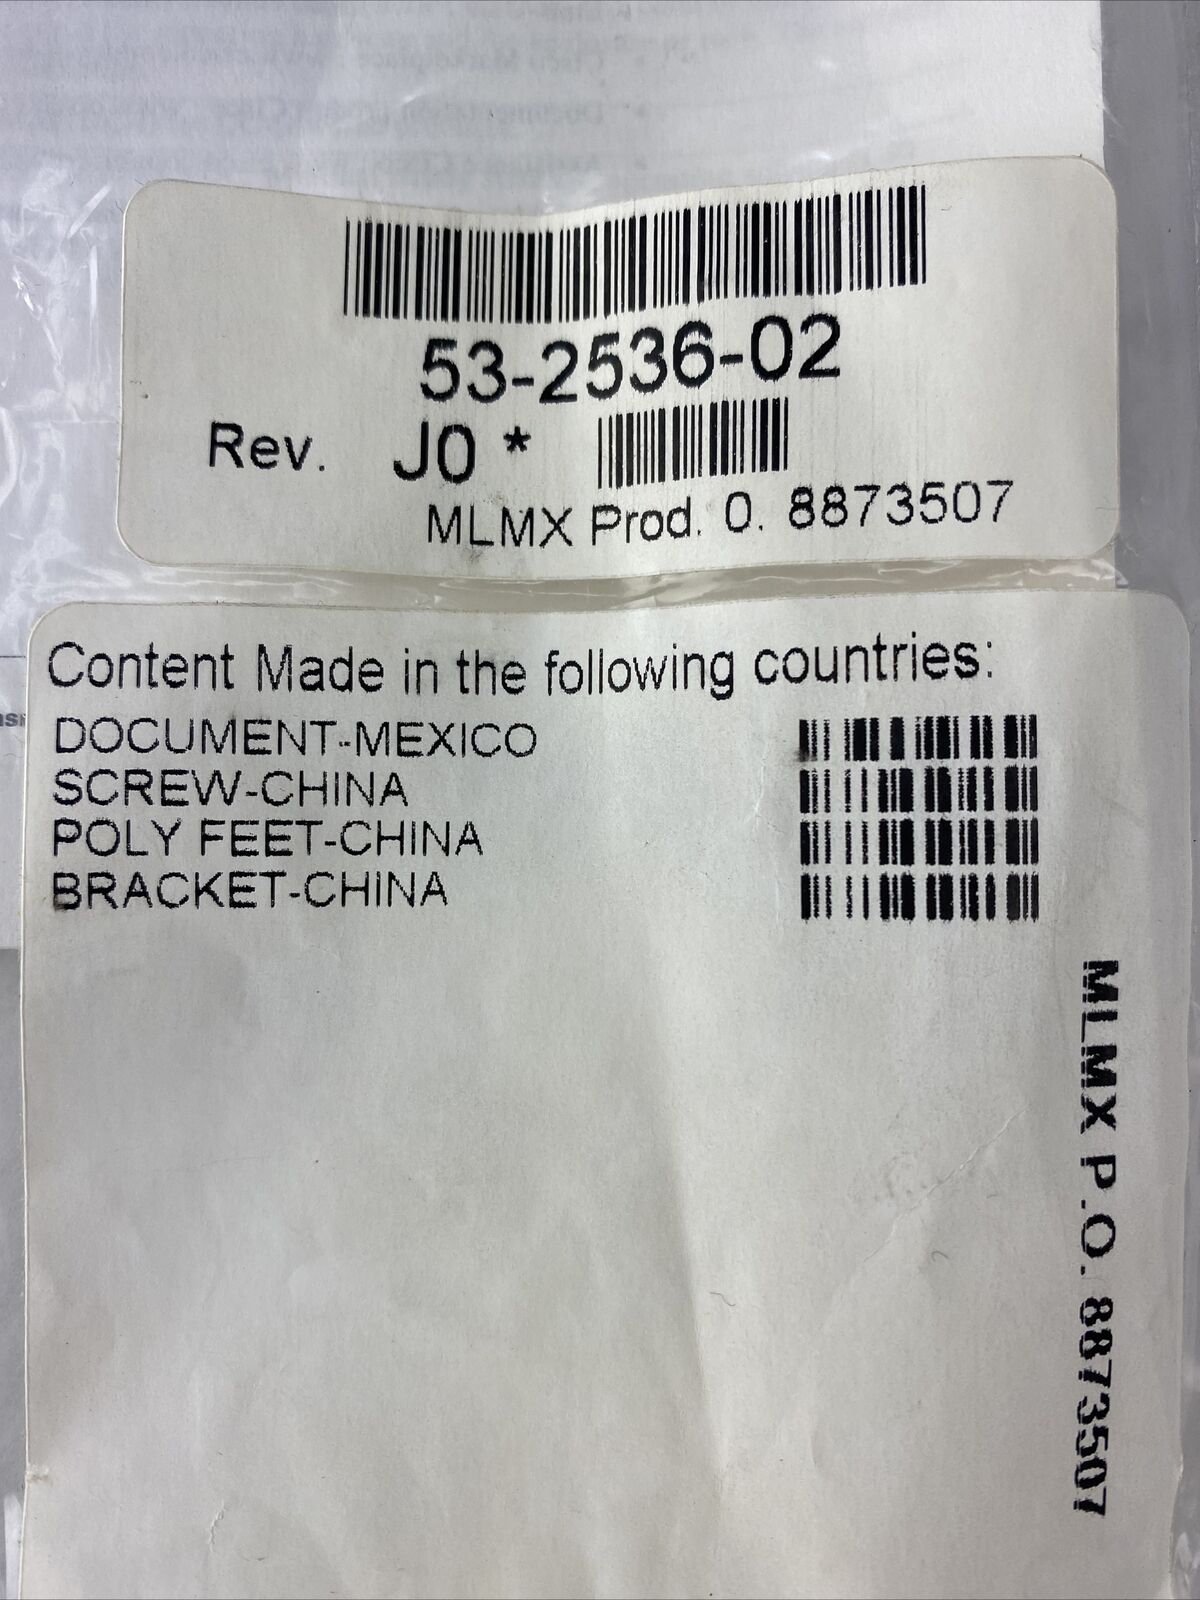 53-2536-02
Rev. J0 *
MLMX Prod. 0. 8873507
Content Made in the following countries:
DOCUMENT-MEXICO
SCREW-CHINA
POLY FEET-CHINA
BRACKET-CHINA
MLMX P.O. 8873507